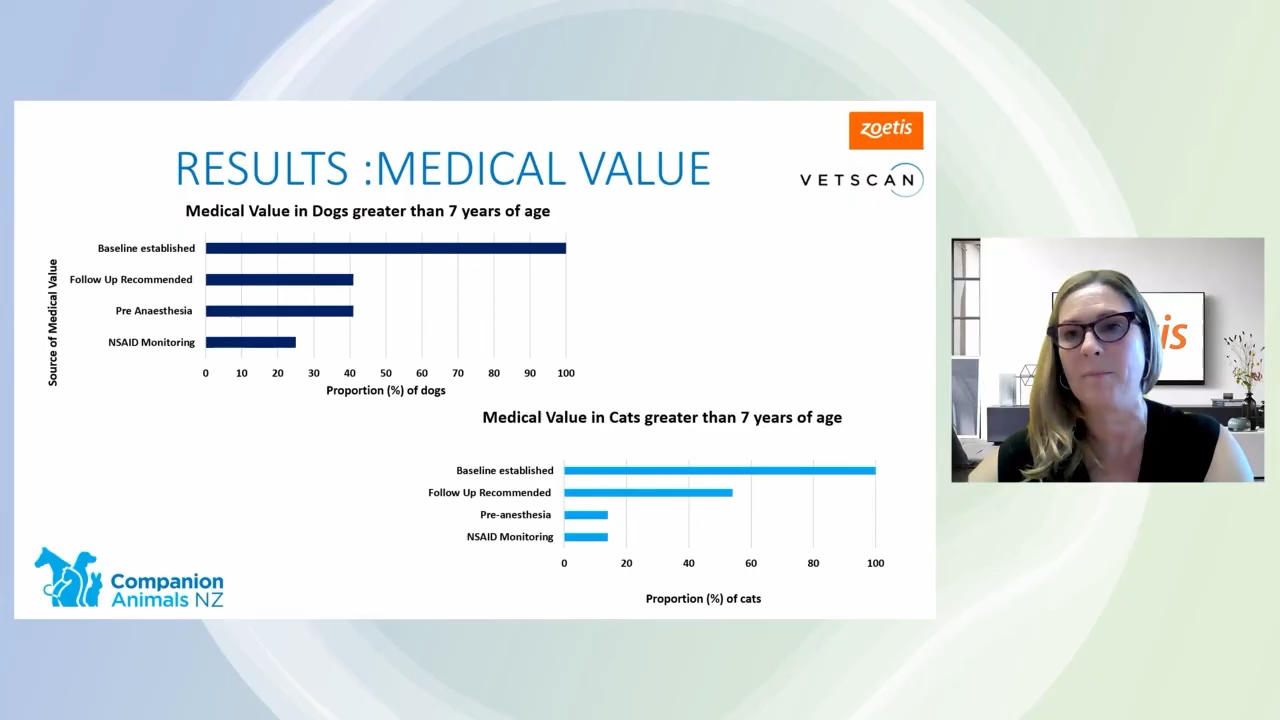 zoetis
RESULTS :MEDICAL VALUE
VETSCAN
Medical Value in Dogs greater than 7 years of age
Source of Medical Value
Baseline established
Follow Up Recommended
Pre Anaesthesia
NSAID Monitoring
0 10 20 30 40 50 60 70 80 90 100
Proportion (%) of dogs
Medical Value in Cats greater than 7 years of age
Baseline established
Follow Up Recommended
Pre-anesthesia
NSAID Monitoring
0 20 40 60 80 100
Proportion (%) of cats
Companion
Animals NZ
is